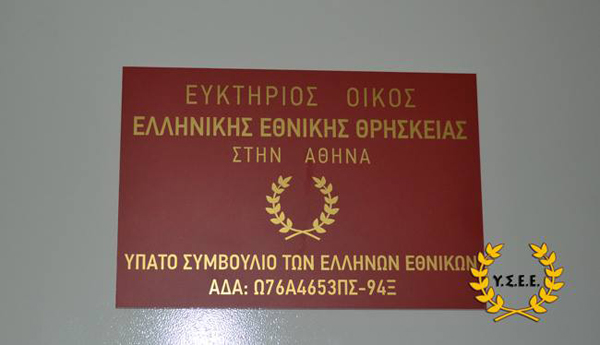 ΕΥΚΤΗΡΙΟΣ ΟΙΚΟΣ
ΕΛΛΗΝΙΚΗΣ ΕΘΝΙΚΗΣ ΘΡΗΣΚΕΙΑΣ
ΣΤΗΝ ΑΘΗΝΑ
ΥΠΑΤΟ ΣΥΜΒΟΥΛΙΟ ΤΩΝ ΕΛΛΗΝΩΝ ΕΘΝΙΚΩΝ
ΑΔΑ: Ω76Α4653ΠΣ-94Ξ
Υ.Σ.Ε.Ε.